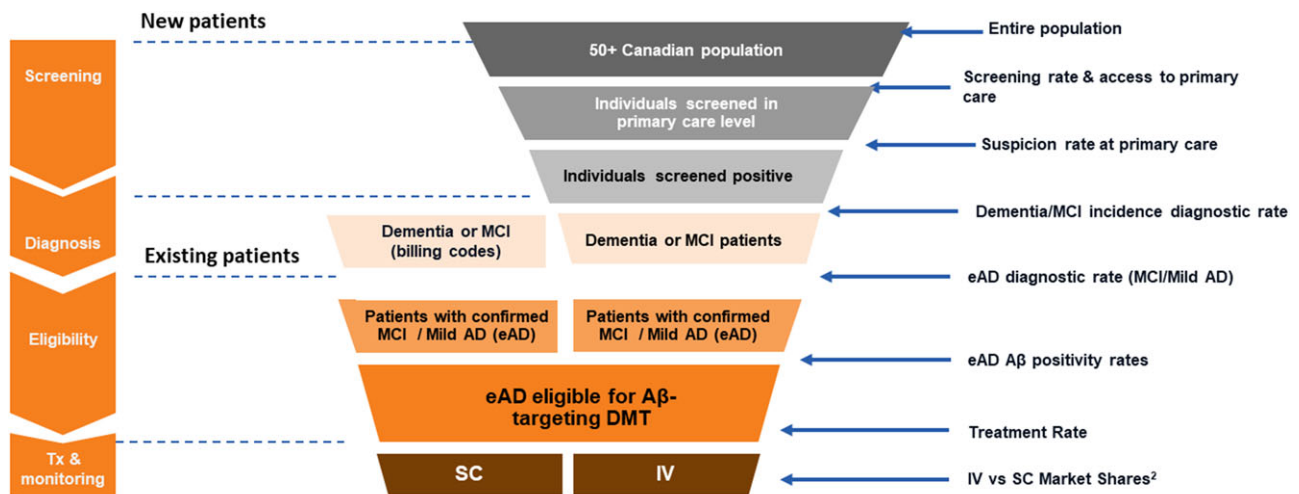 New patients
Screening
Diagnosis
Existing patients
Eligibility
Tx &
monitoring
50+ Canadian population
Individuals screened in
primary care level
Individuals screened positive
Dementia or MCI
(billing codes)
Dementia or MCI patients
Patients with confirmed
MCI / Mild AD (eAD)
Patients with confirmed
MCI / Mild AD (eAD)
eAD eligible for Aβ-
targeting DMT
SC
IV
Entire population
Screening rate & access to primary
care
Suspicion rate at primary care
Dementia/MCI incidence diagnostic rate
eAD diagnostic rate (MCI/Mild AD)
eAD Aβ positivity rates
Treatment Rate
IV vs SC Market Shares²